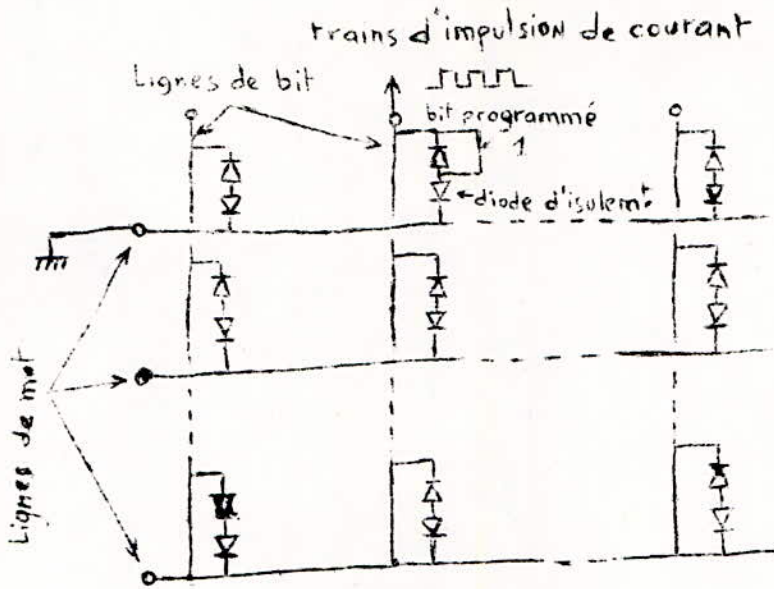 trains d'impulsion de courant
Lignes de bit
bit programmé
1
diode d'isolemt.
Lignes de mot